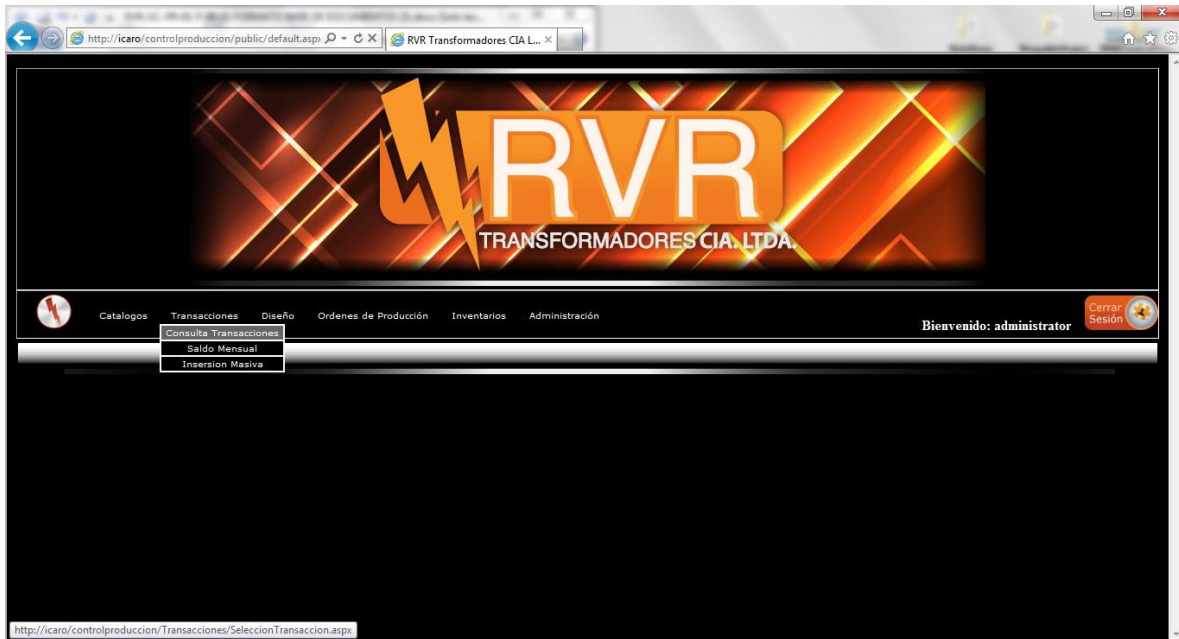 http://icaro/controlproduccion/public/default.asp
RVR Transformadores CIA L...
RVR
TRANSFORMADORES CIA. LTDA.
Catalogos Transacciones Diseño Ordenes de Producción Inventarios Administración
Cerrar
Sesión
Bienvenido: administrator
Consulta Transacciones
Saldo Mensual
Insersion Masiva
http://icaro/controlproduccion/Transacciones/SeleccionTransaccion.aspx